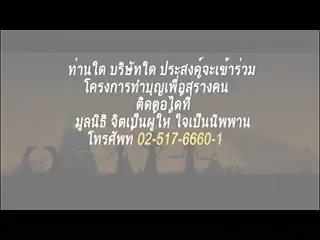 ท่านใด บริษัทใด ประสงค์จะเข้าร่วม
โครงการทำบุญเพื่อสร้างคน
ติดต่อได้ที่
มูลนิธิ จิตเป็นผู้ให้ ใจเป็นนิพพาน
โทรศัพท์ 02-517-6660-1